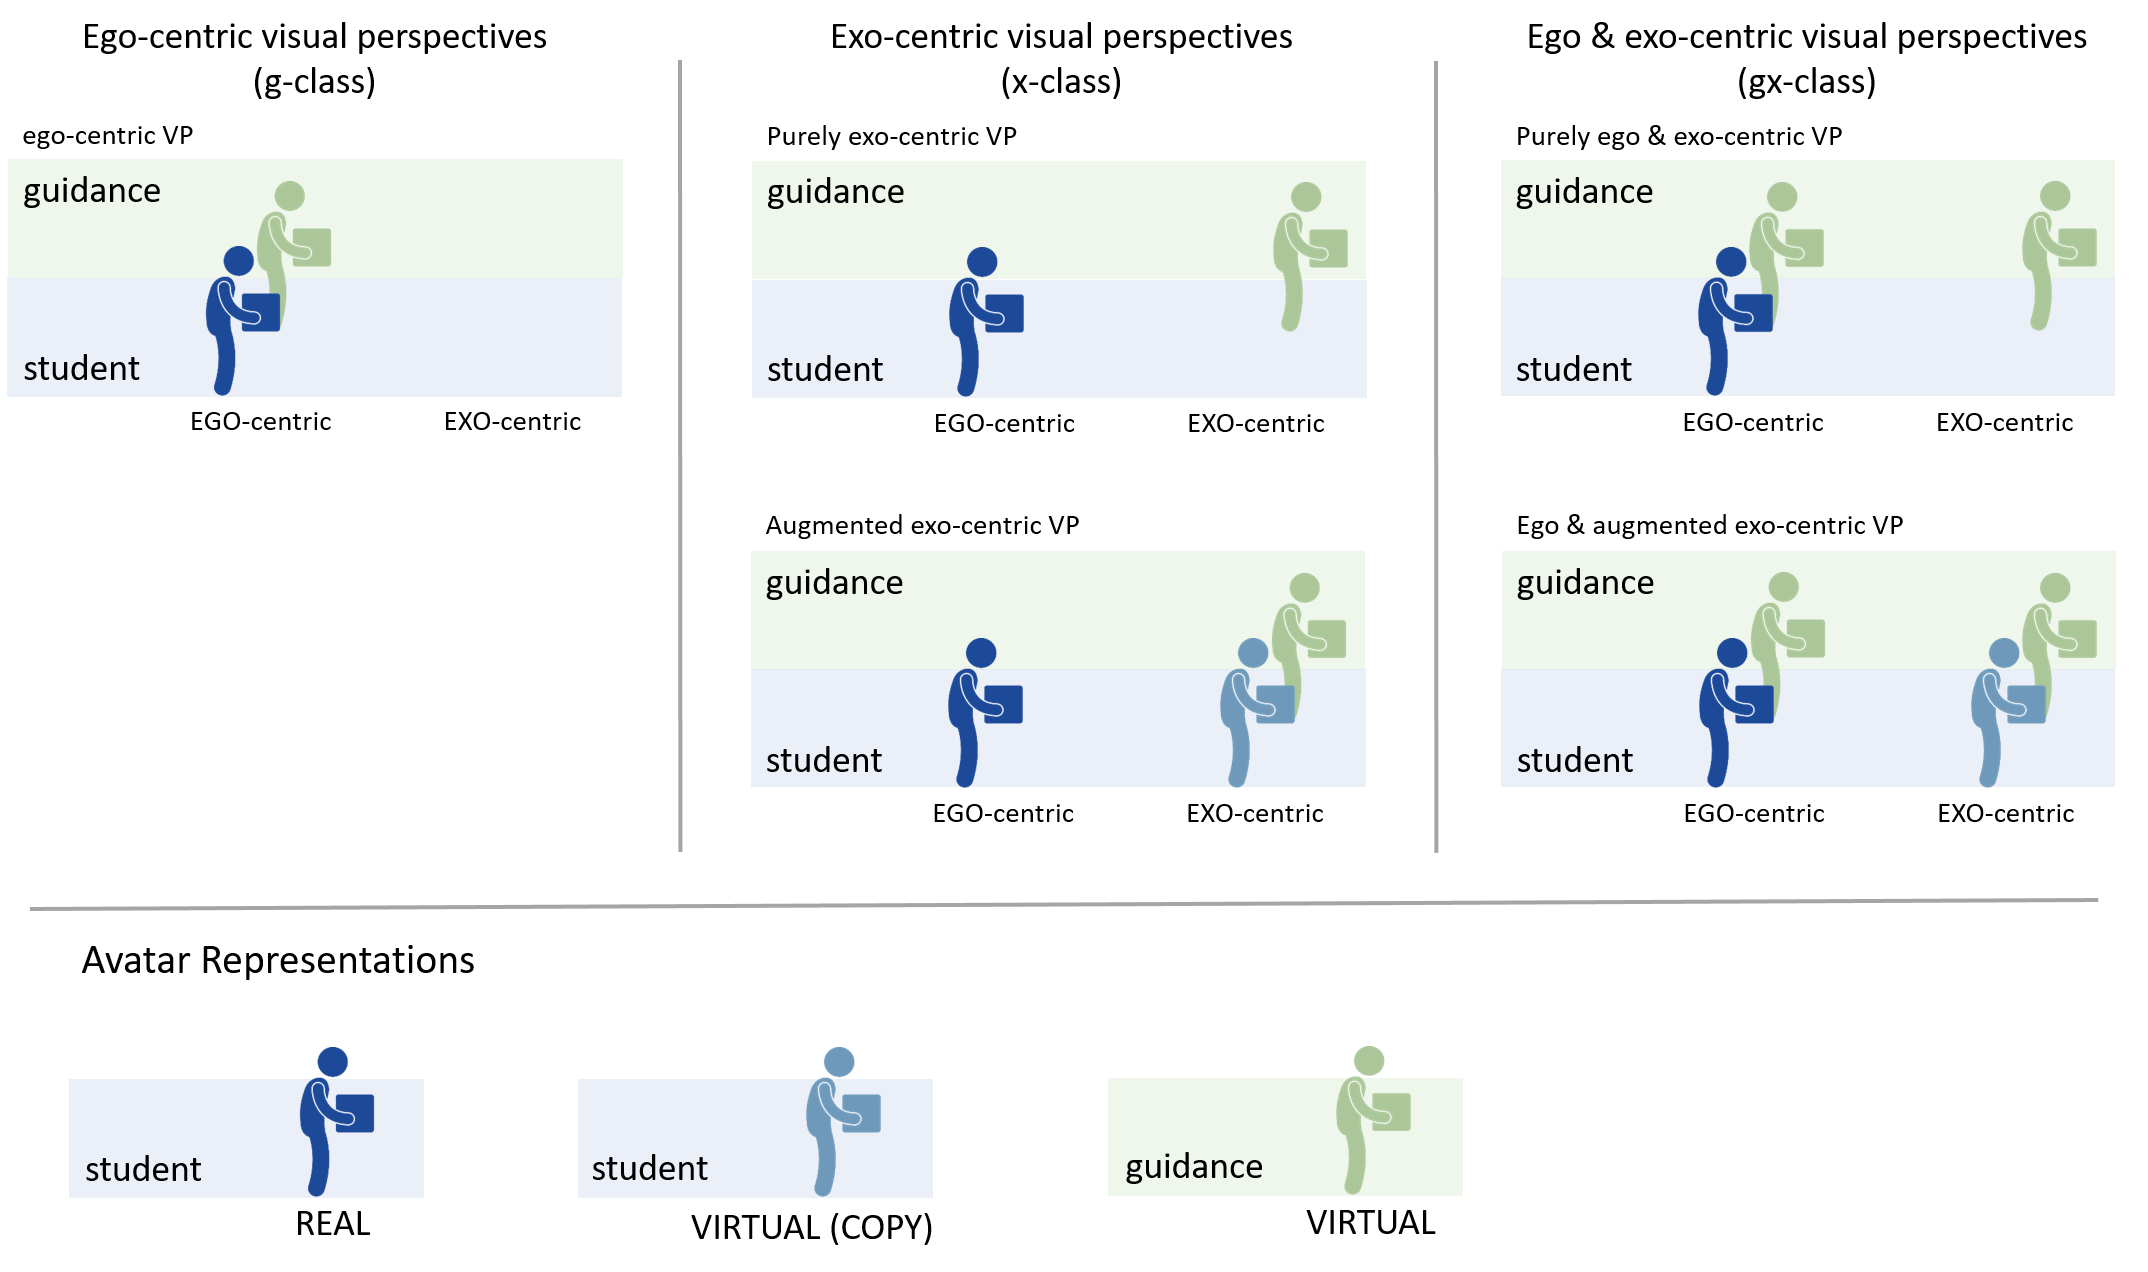 Ego-centric visual perspectives
(g-class)
ego-centric VP
guidance
student
EGO-centric EXO-centric
Exo-centric visual perspectives
(x-class)
Purely exo-centric VP
guidance
student
EGO-centric EXO-centric
Augmented exo-centric VP
guidance
student
EGO-centric EXO-centric
Ego & exo-centric visual perspectives
(gx-class)
Purely ego & exo-centric VP
guidance
student
EGO-centric EXO-centric
Ego & augmented exo-centric VP
guidance
student
EGO-centric EXO-centric
Avatar Representations
student
REAL
student
VIRTUAL (COPY)
guidance
VIRTUAL